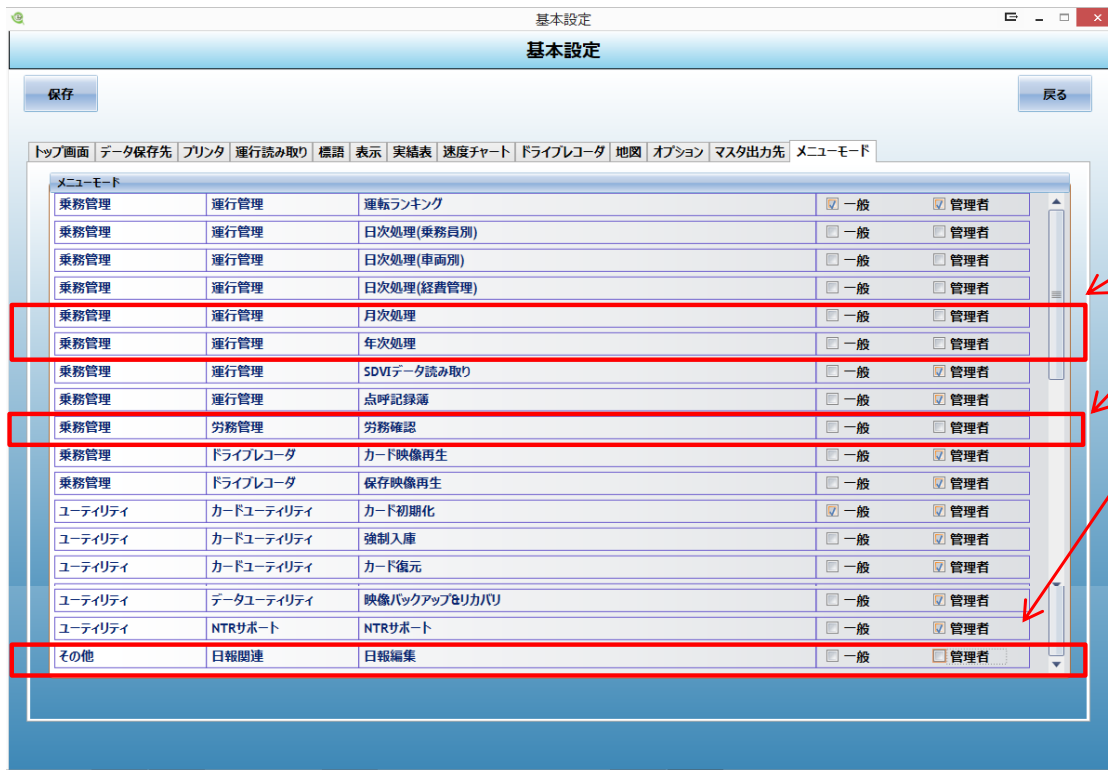 基本設定
基本設定
保存 戻る
トップ画面 データ保存先 プリンタ 運行読み取り 標語 表示 実績表 速度チャート ドライブレコーダ 地図 オプション マスタ出力先 メニューモード
メニューモード
乗務管理 運行管理 運転ランキング 一般 管理者
乗務管理 運行管理 日次処理(乗務員別) 一般 管理者
乗務管理 運行管理 日次処理(車両別) 一般 管理者
乗務管理 運行管理 日次処理(経費管理) 一般 管理者
乗務管理 運行管理 月次処理 一般 管理者
乗務管理 運行管理 年次処理 一般 管理者
乗務管理 運行管理 SDVIデータ読み取り 一般 管理者
乗務管理 運行管理 点呼記録簿 一般 管理者
乗務管理 労務管理 労務確認 一般 管理者
乗務管理 ドライブレコーダ カード映像再生 一般 管理者
乗務管理 ドライブレコーダ 保存映像再生 一般 管理者
ユーティリティ カードユーティリティ カード初期化 一般 管理者
ユーティリティ カードユーティリティ 強制入庫 一般 管理者
ユーティリティ カードユーティリティ カード復元 一般 管理者
ユーティリティ データユーティリティ 映像バックアップ&リカバリ 一般 管理者
ユーティリティ NTRサポート NTRサポート 一般 管理者
その他 日報関連 日報編集 一般 管理者